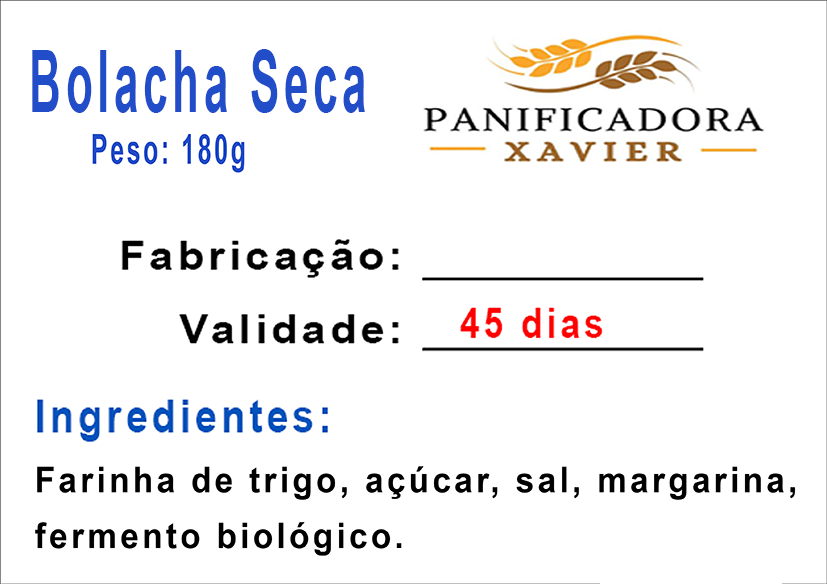 Bolacha Seca
Peso: 180g
PANIFICADORA
XAVIER
Fabricação:
Validade: 45 dias
Ingredientes:
Farinha de trigo, açúcar, sal, margarina,
fermento biológico.